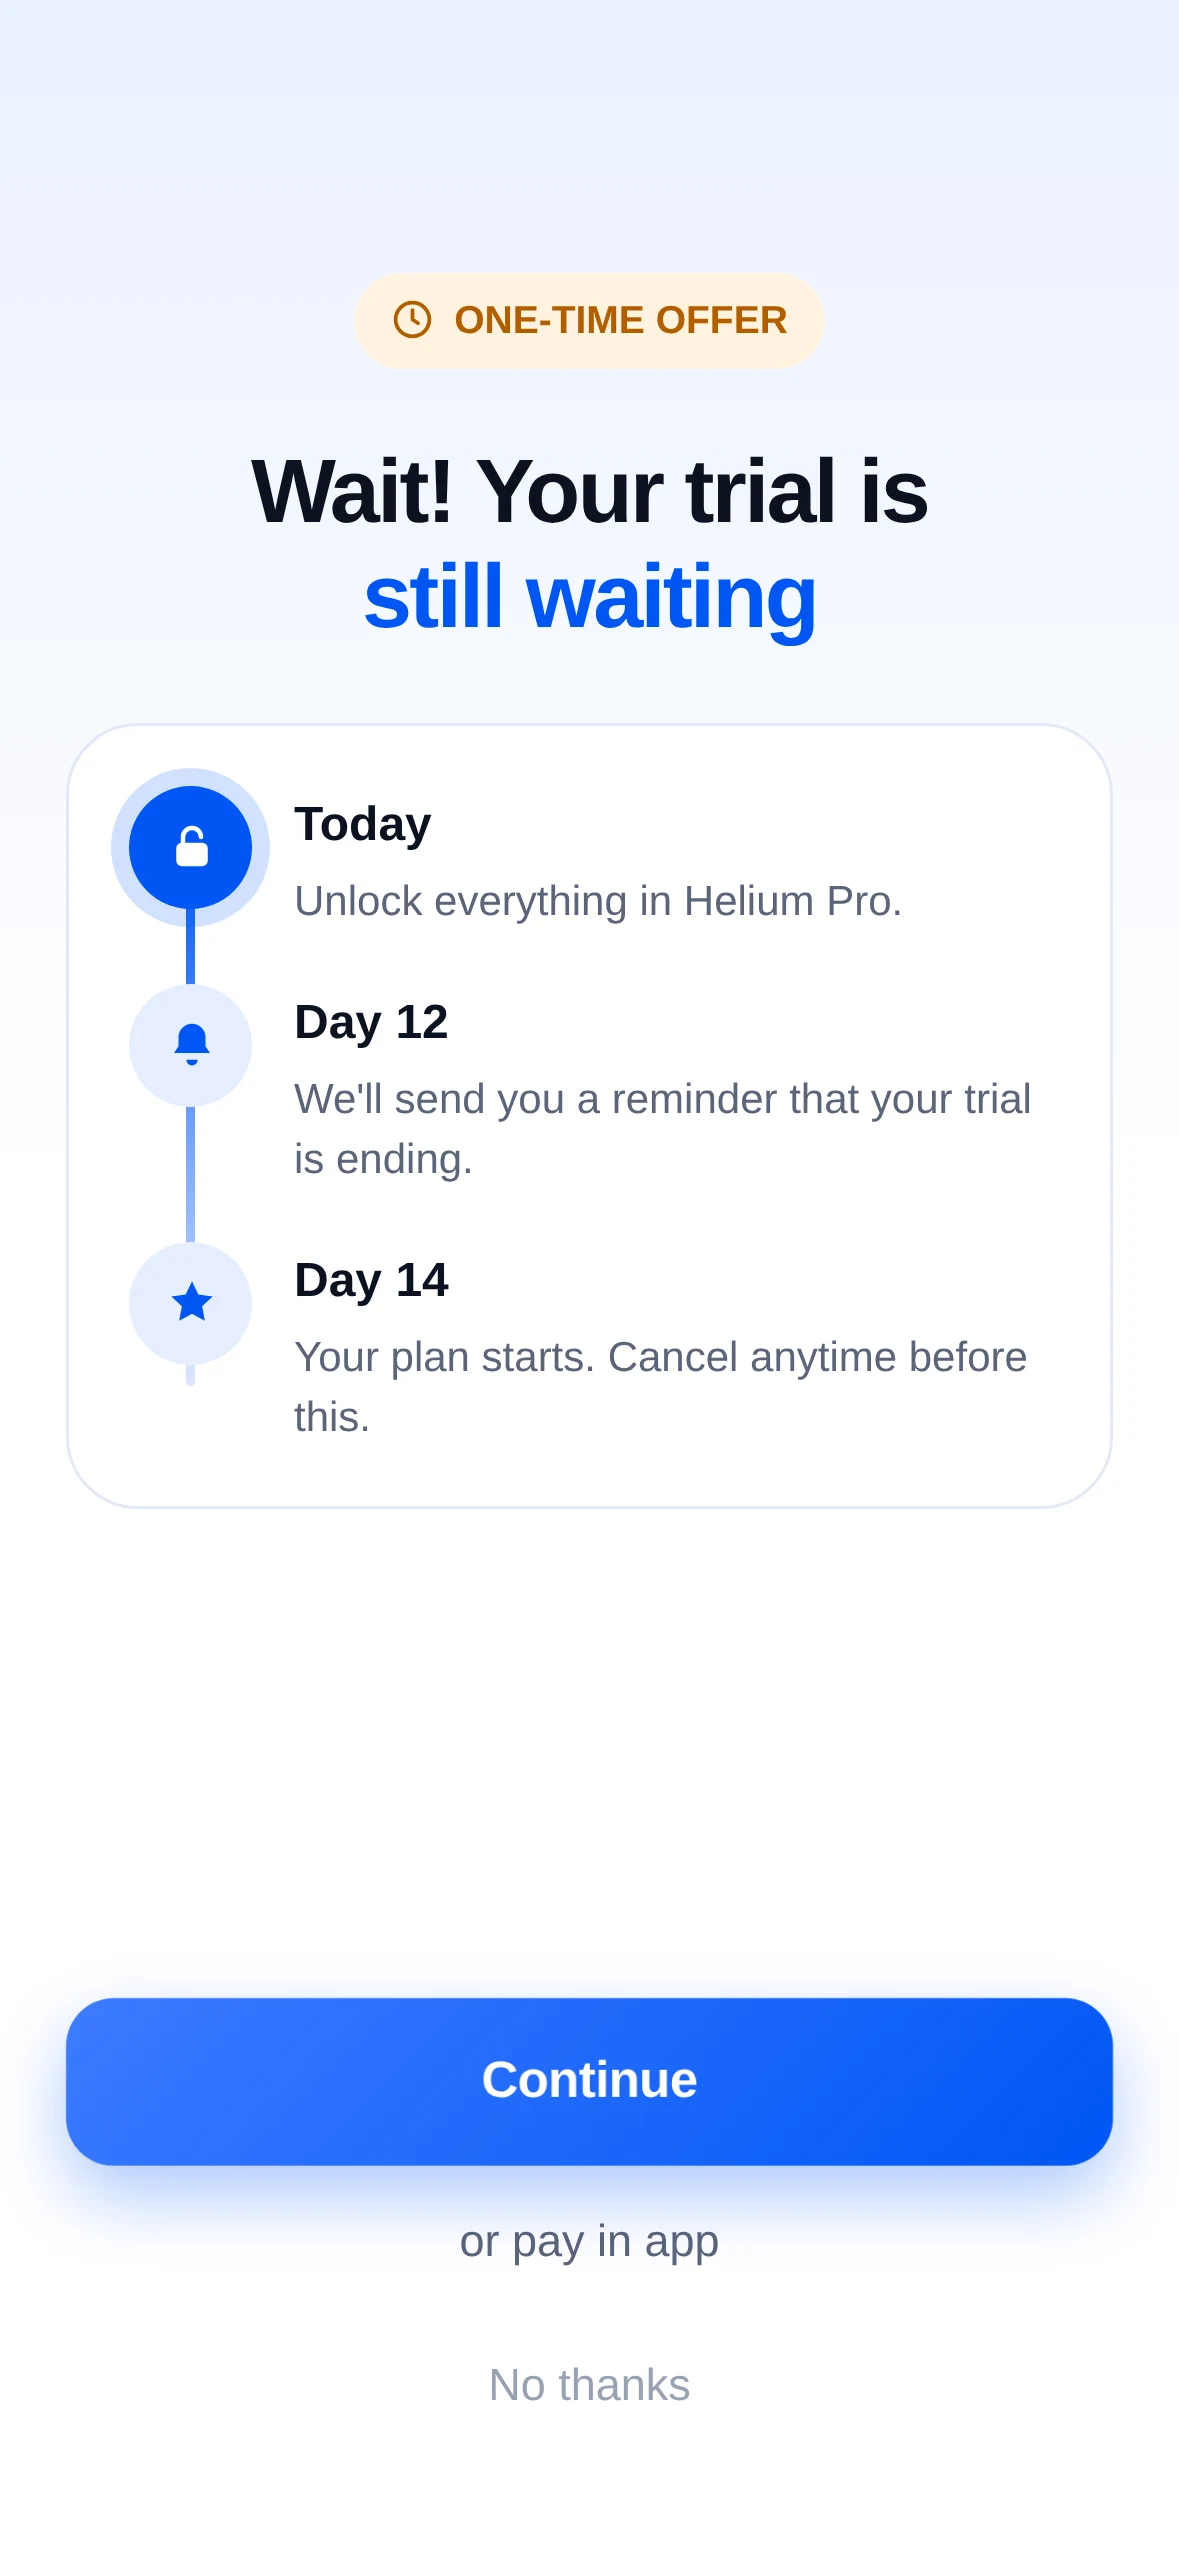 ONE-TIME OFFER
Wait! Your trial is
still waiting
Today
Unlock everything in Helium Pro.
Day 12
We'll send you a reminder that your trial
is ending.
Day 14
Your plan starts. Cancel anytime before
this.
Continue
or pay in app
No thanks